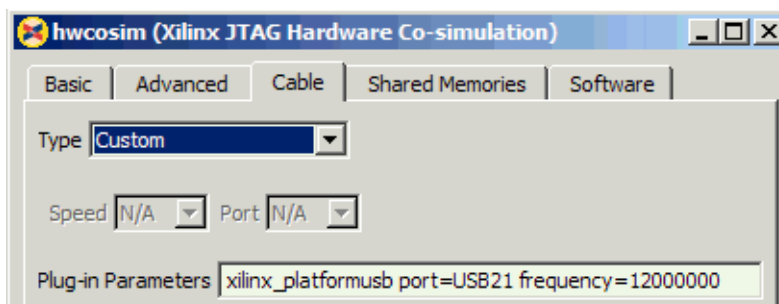 hwcosim (Xilinx JTAG Hardware Co-simulation)
Basic Advanced Cable Shared Memories Software
Type Custom
Speed N/A Port N/A
Plug-in Parameters xilinx_platformusb port=USB21 frequency=12000000